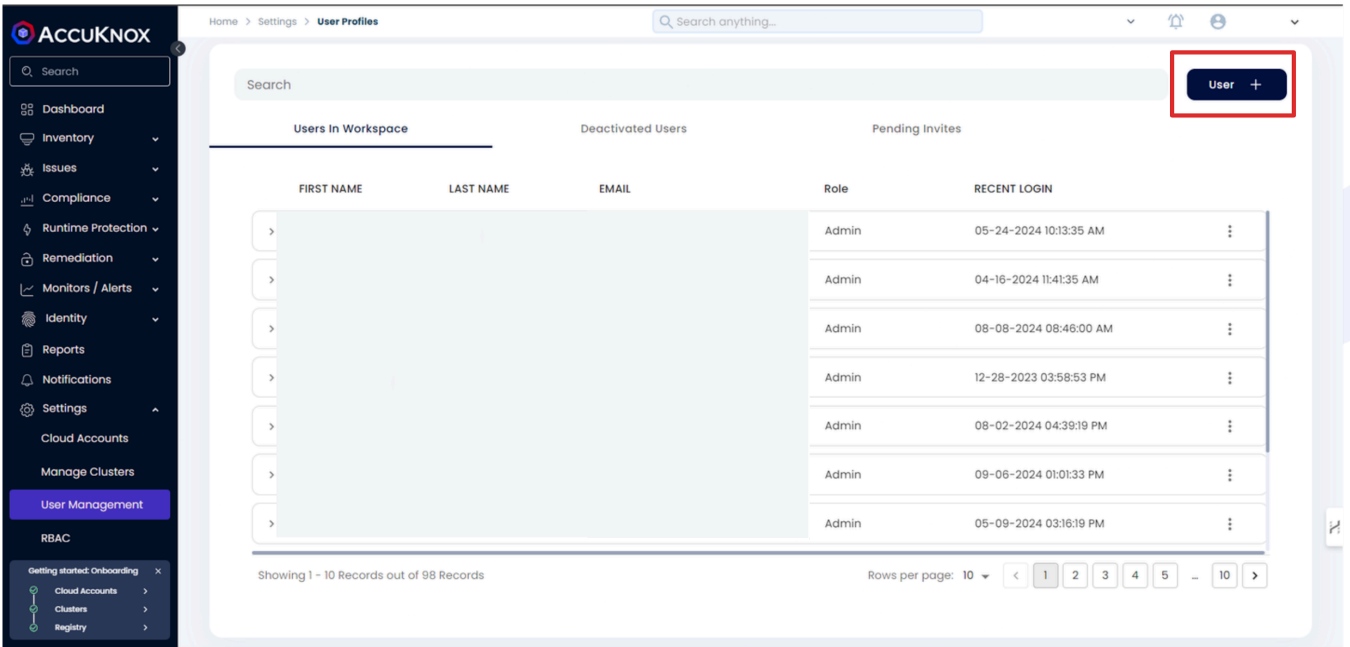 ACCUKNOX
Search
Dashboard
Inventory
Issues
Compliance
Runtime Protection
Remediation
Monitors / Alerts
Identity
Reports
Notifications
Settings
Cloud Accounts
Manage Clusters
User Management
RBAC
Getting started: Onboarding ×
Cloud Accounts >
Clusters >
Registry >
Home > Settings > User Profiles
Search anything...
Search
User +
Users In Workspace Deactivated Users Pending Invites
FIRST NAME LAST NAME EMAIL Role RECENT LOGIN
Admin 05-24-2024 10:13:35 AM
Admin 04-16-2024 11:41:35 AM
Admin 08-08-2024 08:46:00 AM
Admin 12-28-2023 03:58:53 PM
Admin 08-02-2024 04:39:19 PM
Admin 09-06-2024 01:01:33 PM
Admin 05-09-2024 03:16:19 PM
Showing 1 - 10 Records out of 98 Records Rows per page: 10 < 1 2 3 4 5 ... 10 >